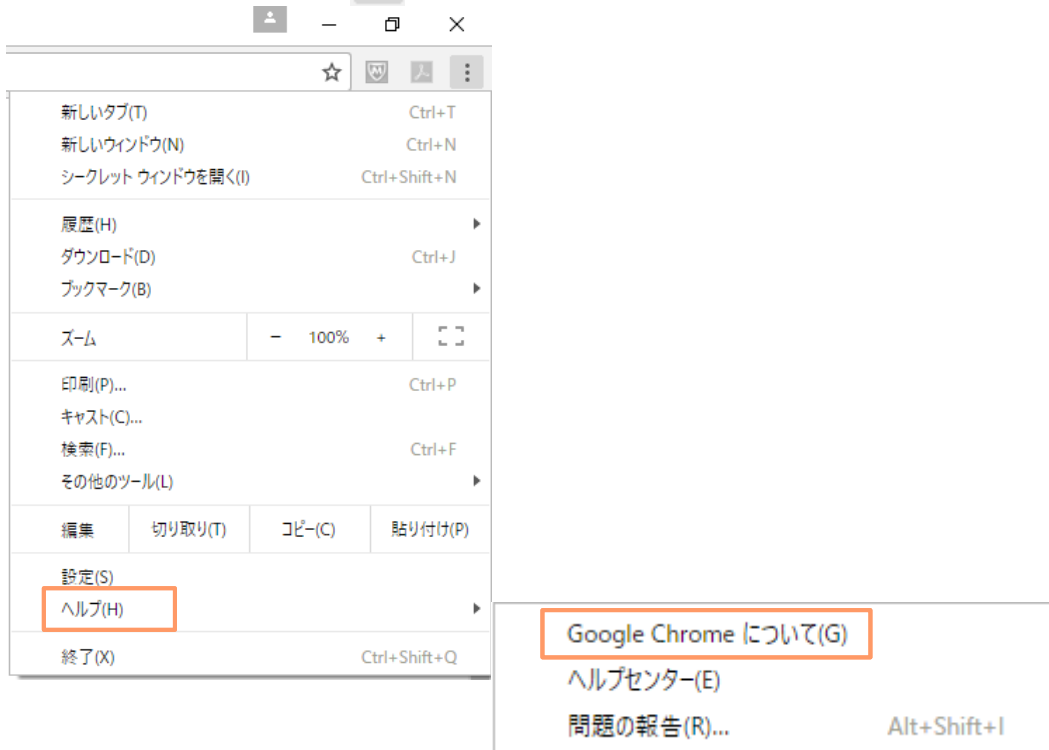 新しいタブ(T) Ctrl+T
新しいウィンドウ(N) Ctrl+N
シークレット ウィンドウを開く(I) Ctrl+Shift+N
履歴(H)
ダウンロード(D) Ctrl+J
ブックマーク(B)
ズーム − 100% +
印刷(P)... Ctrl+P
キャスト(C)...
検索(F)... Ctrl+F
その他のツール(L)
編集 切り取り(T) コピー(C) 貼り付け(P)
設定(S)
ヘルプ(H)
終了(X) Ctrl+Shift+Q
Google Chrome について(G)
ヘルプセンター(E)
問題の報告(R)... Alt+Shift+I